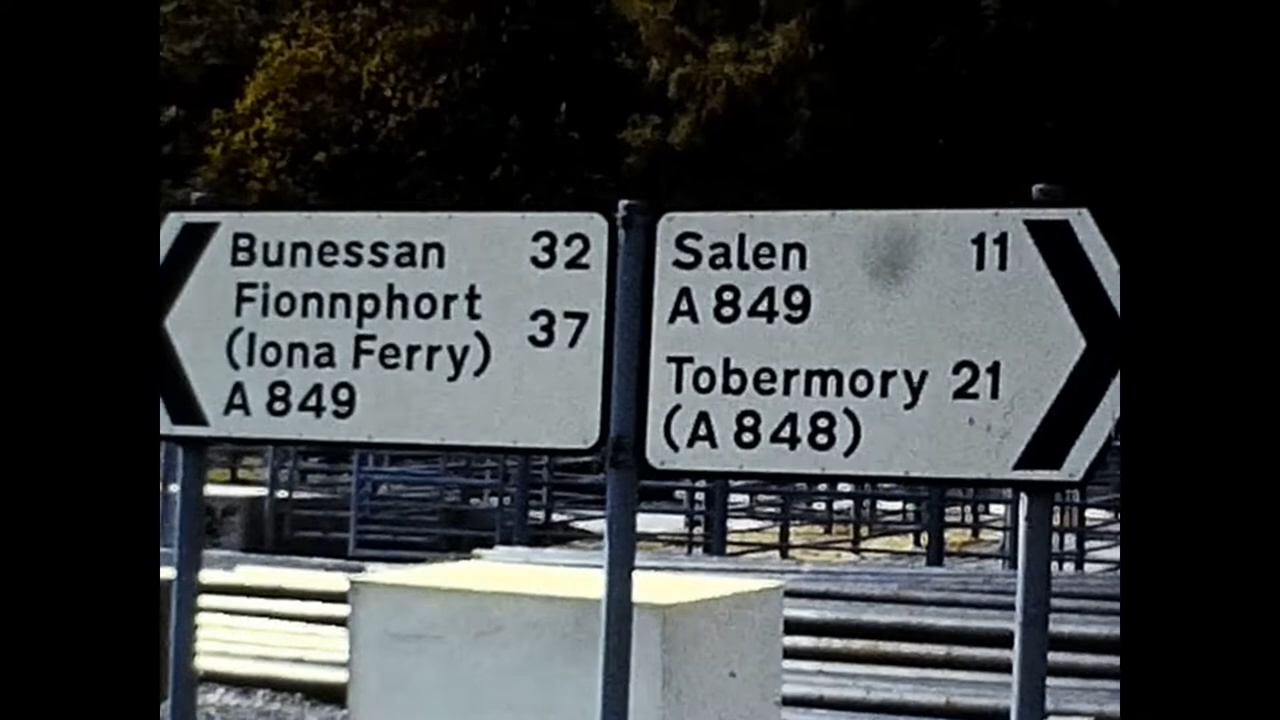 Bunessan 32
Fionnphort
(Iona Ferry) 37
A 849
Salen 11
A 849
Tobermory 21
(A 848)